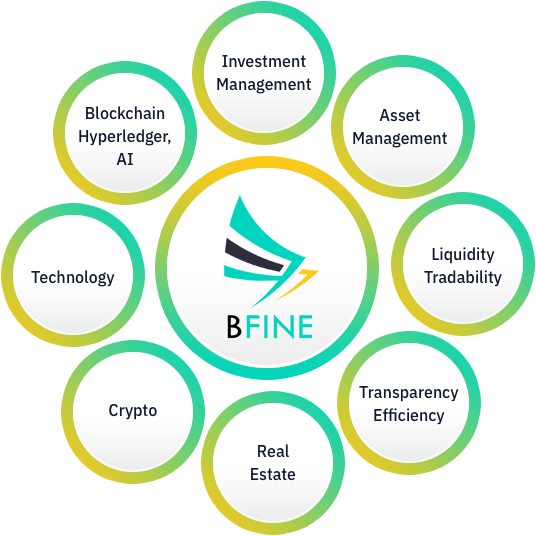 Investment
Management
Asset
Management
Liquidity
Tradability
Transparency
Efficiency
Real
Estate
Crypto
Technology
Blockchain
Hyperledger,
AI
BFINE